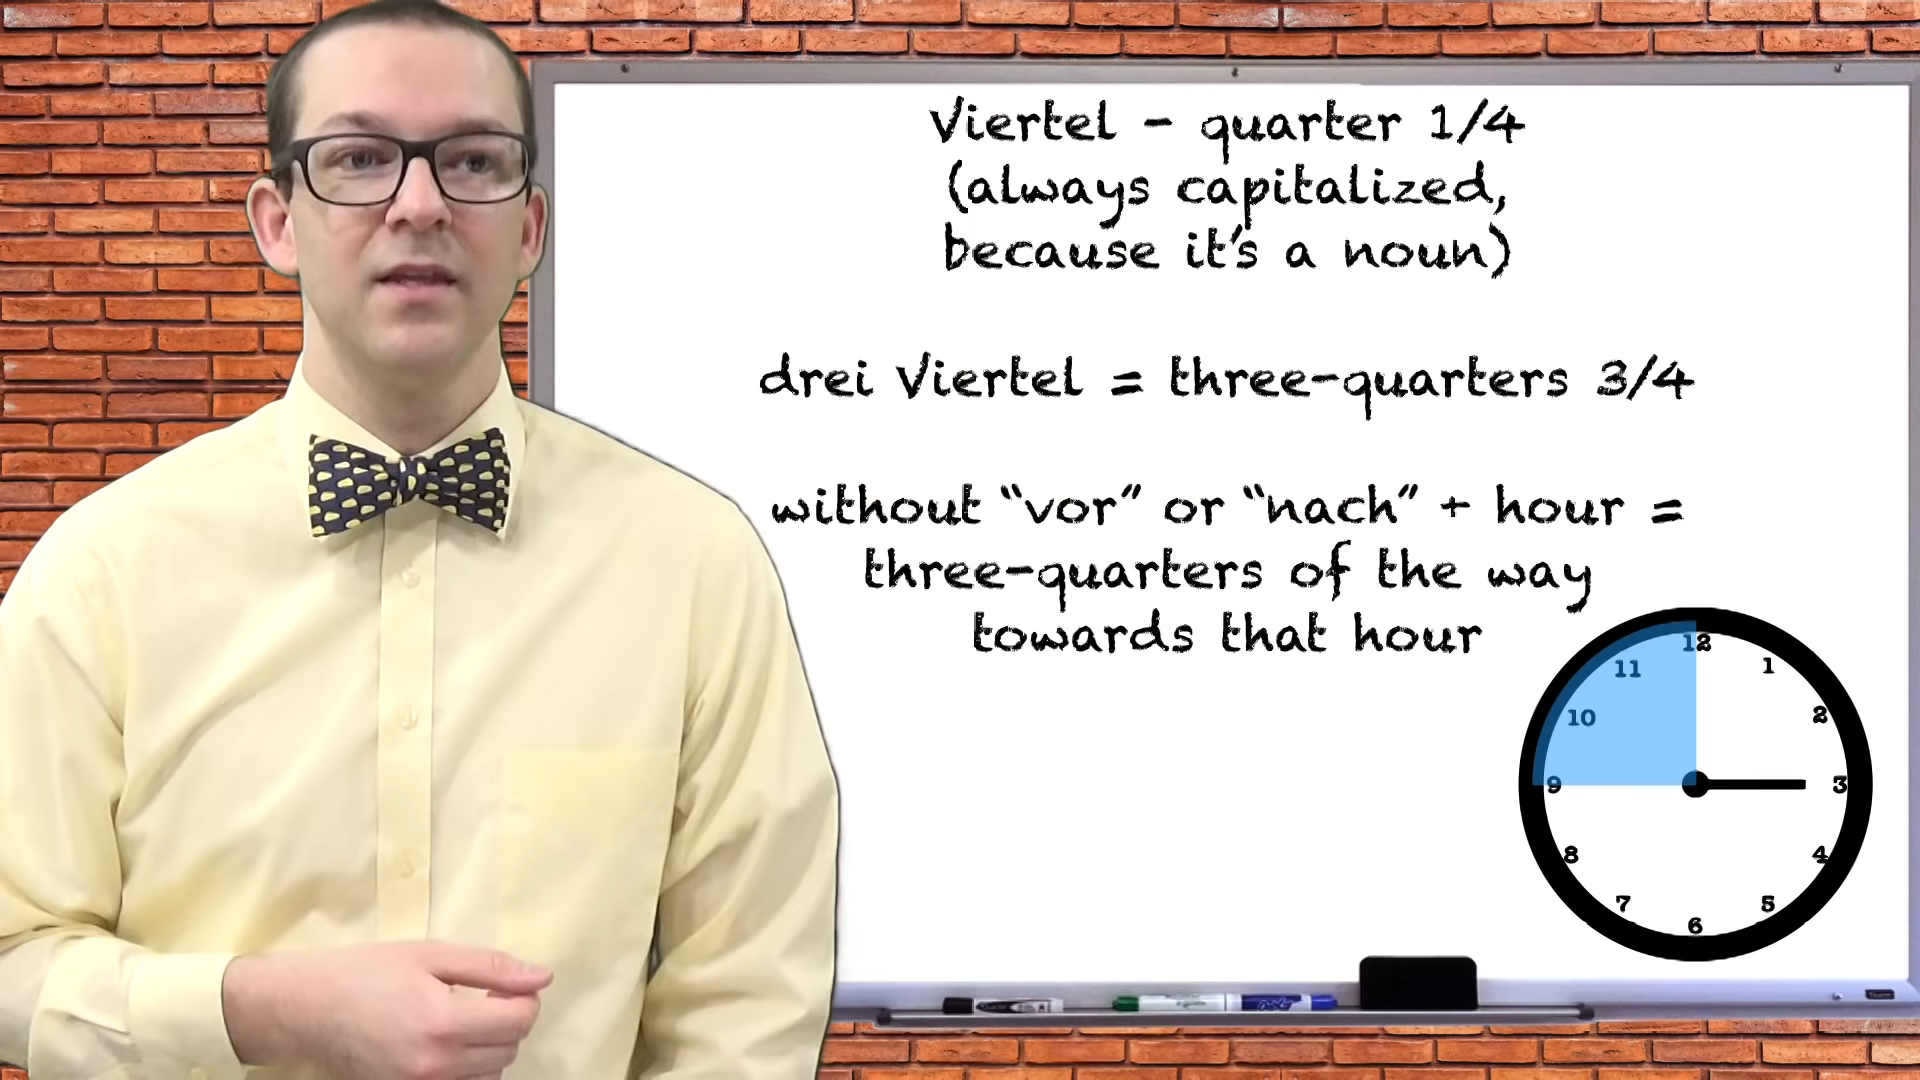 Viertel - quarter 1/4
(always capitalized,
because it's a noun)
drei Viertel = three-quarters 3/4
without “vor” or “nach” + hour =
three-quarters of the way
towards that hour
12
11
1
10
2
9
3
8
4
7
5
6